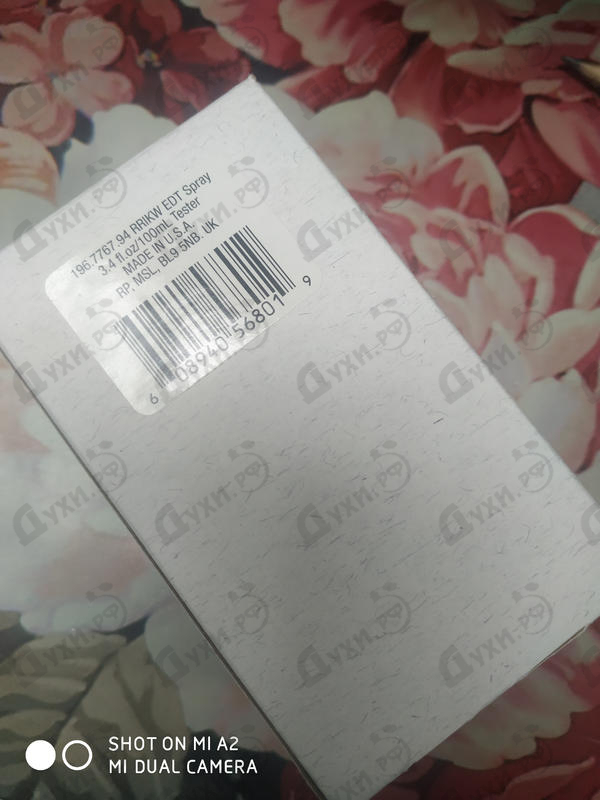 196.7767.94 RRIKW EDT Spray
3.4 fl.oz/100mL Tester
MADE IN U.S.A.
RP, MSL, BL9 5NB. UK
6 08940 56801 9
Духи.рф
SHOT ON MI A2
MI DUAL CAMERA